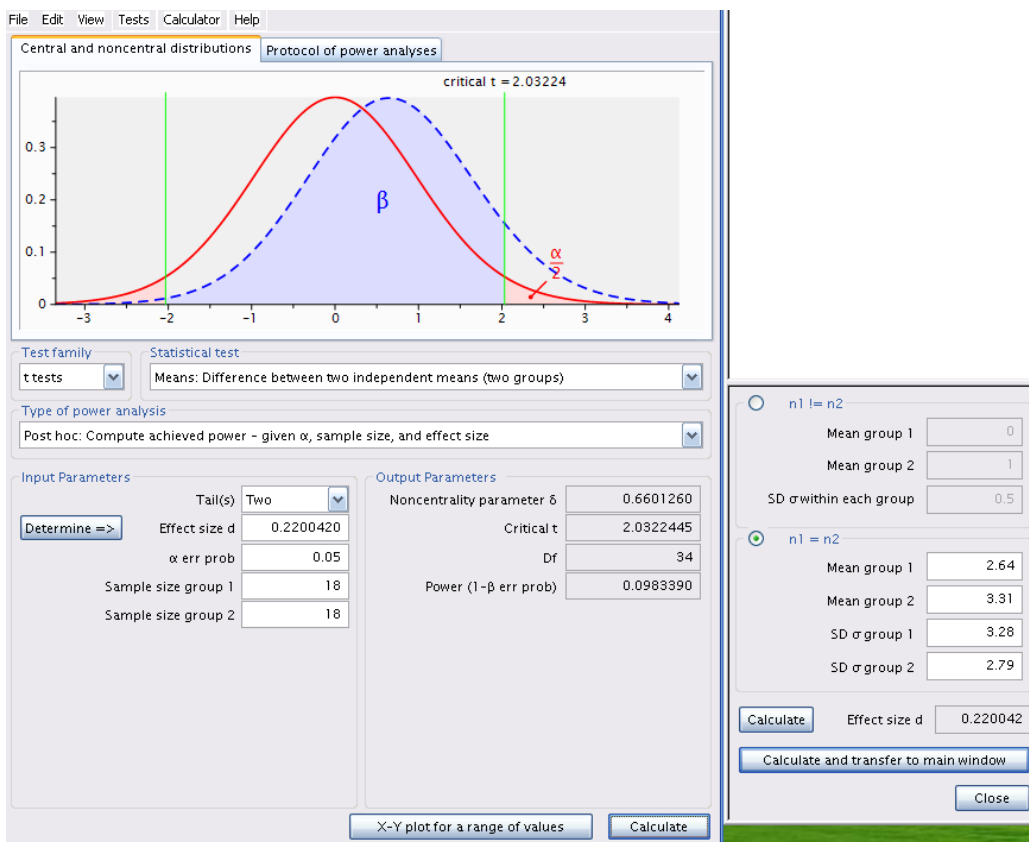 File Edit View Tests Calculator Help
Central and noncentral distributions Protocol of power analyses
critical t = 2.03224
0.3
0.2
0.1
0
β
α
2
-3 -2 -1 0 1 2 3 4
Test family Statistical test
t tests Means: Difference between two independent means (two groups)
Type of power analysis
Post hoc: Compute achieved power – given α, sample size, and effect size
Input Parameters
Tail(s) Two
Determine => Effect size d 0.2200420
α err prob 0.05
Sample size group 1 18
Sample size group 2 18
Output Parameters
Noncentrality parameter δ 0.6601260
Critical t 2.0322445
Df 34
Power (1-β err prob) 0.0983390
X-Y plot for a range of values Calculate
n1 != n2
Mean group 1 0
Mean group 2 1
SD σ within each group 0.5
n1 = n2
Mean group 1 2.64
Mean group 2 3.31
SD σ group 1 3.28
SD σ group 2 2.79
Calculate Effect size d 0.220042
Calculate and transfer to main window
Close